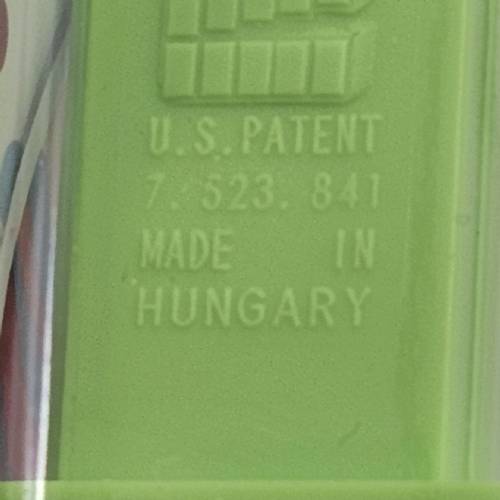 U.S. PATENT
7. 523. 841
MADE IN
HUNGARY